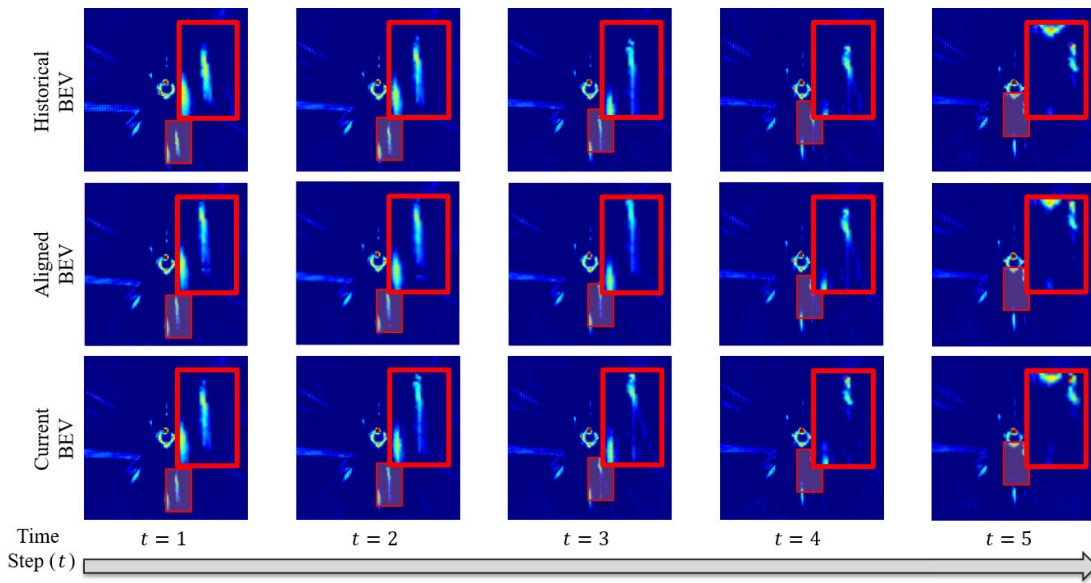 Historical
BEV
Aligned
BEV
Current
BEV
Time
Step (t)
t = 1
t = 2
t = 3
t = 4
t = 5